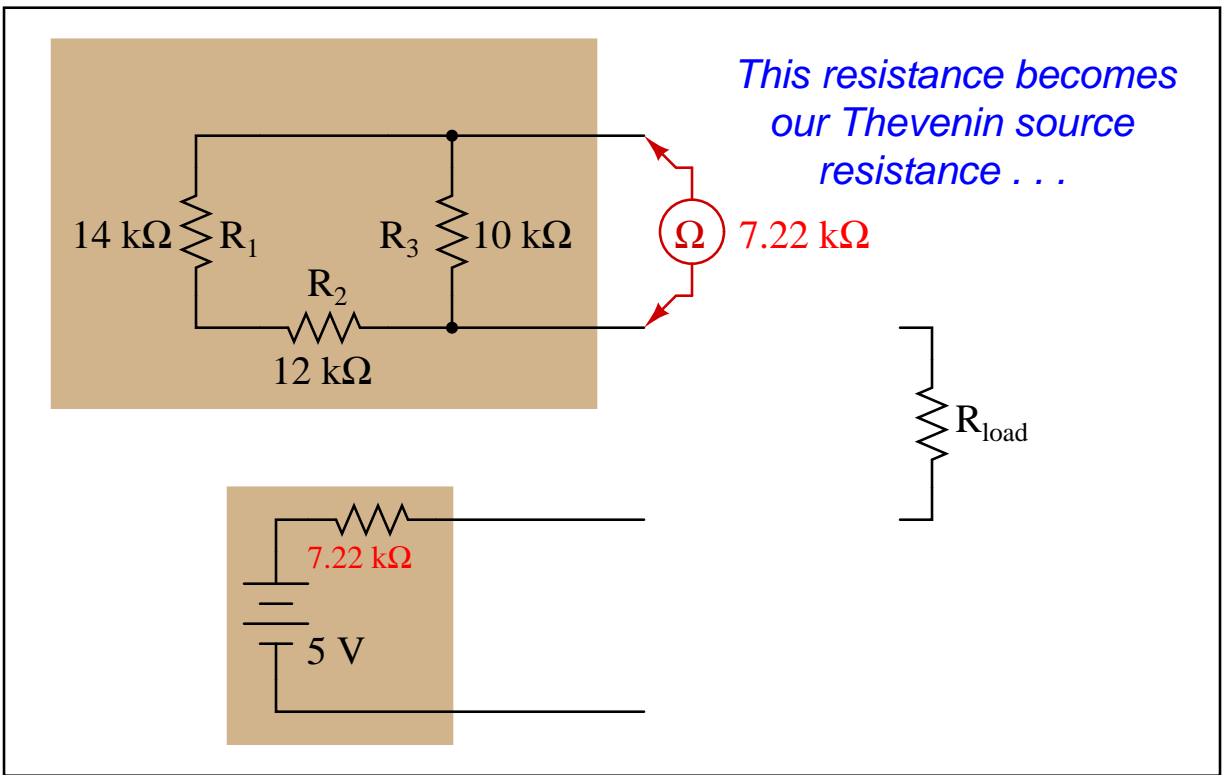 This resistance becomes
our Thevenin source
resistance . . .
14 kΩ R1
R3 10 kΩ
Ω 7.22 kΩ
R2
12 kΩ
Rload
7.22 kΩ
5 V